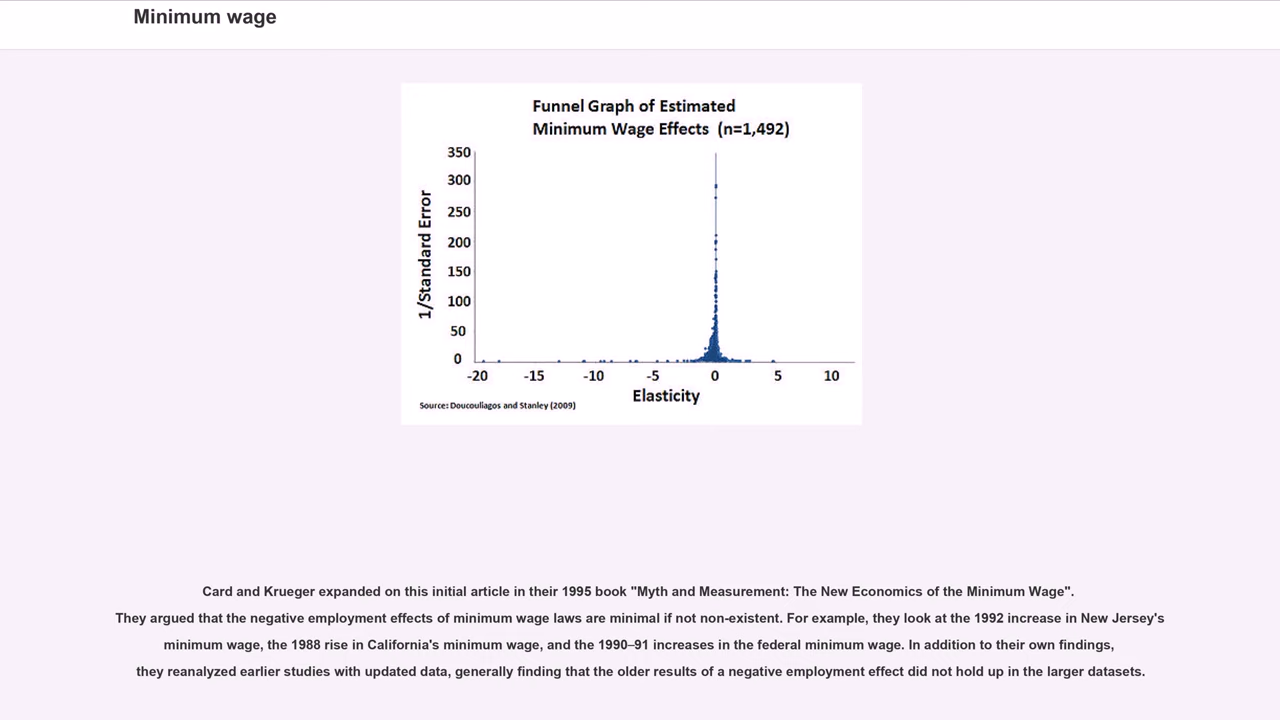 Minimum wage
Funnel Graph of Estimated
Minimum Wage Effects (n=1,492)
350
300
250
200
150
100
50
0
1/Standard Error
-20 -15 -10 -5 0 5 10
Elasticity
Source: Doucouliagos and Stanley (2009)
Card and Krueger expanded on this initial article in their 1995 book "Myth and Measurement: The New Economics of the Minimum Wage".
They argued that the negative employment effects of minimum wage laws are minimal if not non-existent. For example, they look at the 1992 increase in New Jersey's
minimum wage, the 1988 rise in California's minimum wage, and the 1990–91 increases in the federal minimum wage. In addition to their own findings,
they reanalyzed earlier studies with updated data, generally finding that the older results of a negative employment effect did not hold up in the larger datasets.